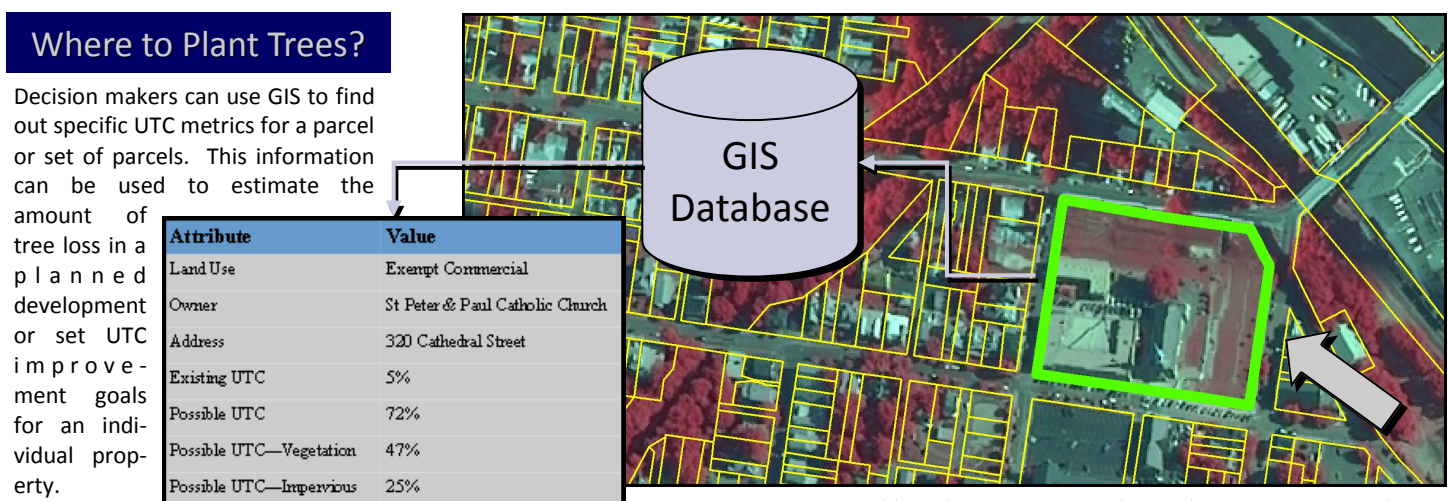 Where to Plant Trees?
Decision makers can use GIS to find
out specific UTC metrics for a parcel
or set of parcels. This information
can be used to estimate the
amount of
tree loss in a
planned
development
or set UTC
improve-
ment goals
for an indi-
vidual prop-
erty.
GIS
Database
Attribute Value
Land Use Exempt Commercial
Owner St Peter & Paul Catholic Church
Address 320 Cathedral Street
Existing UTC 5%
Possible UTC 72%
Possible UTC—Vegetation 47%
Possible UTC—Impervious 25%